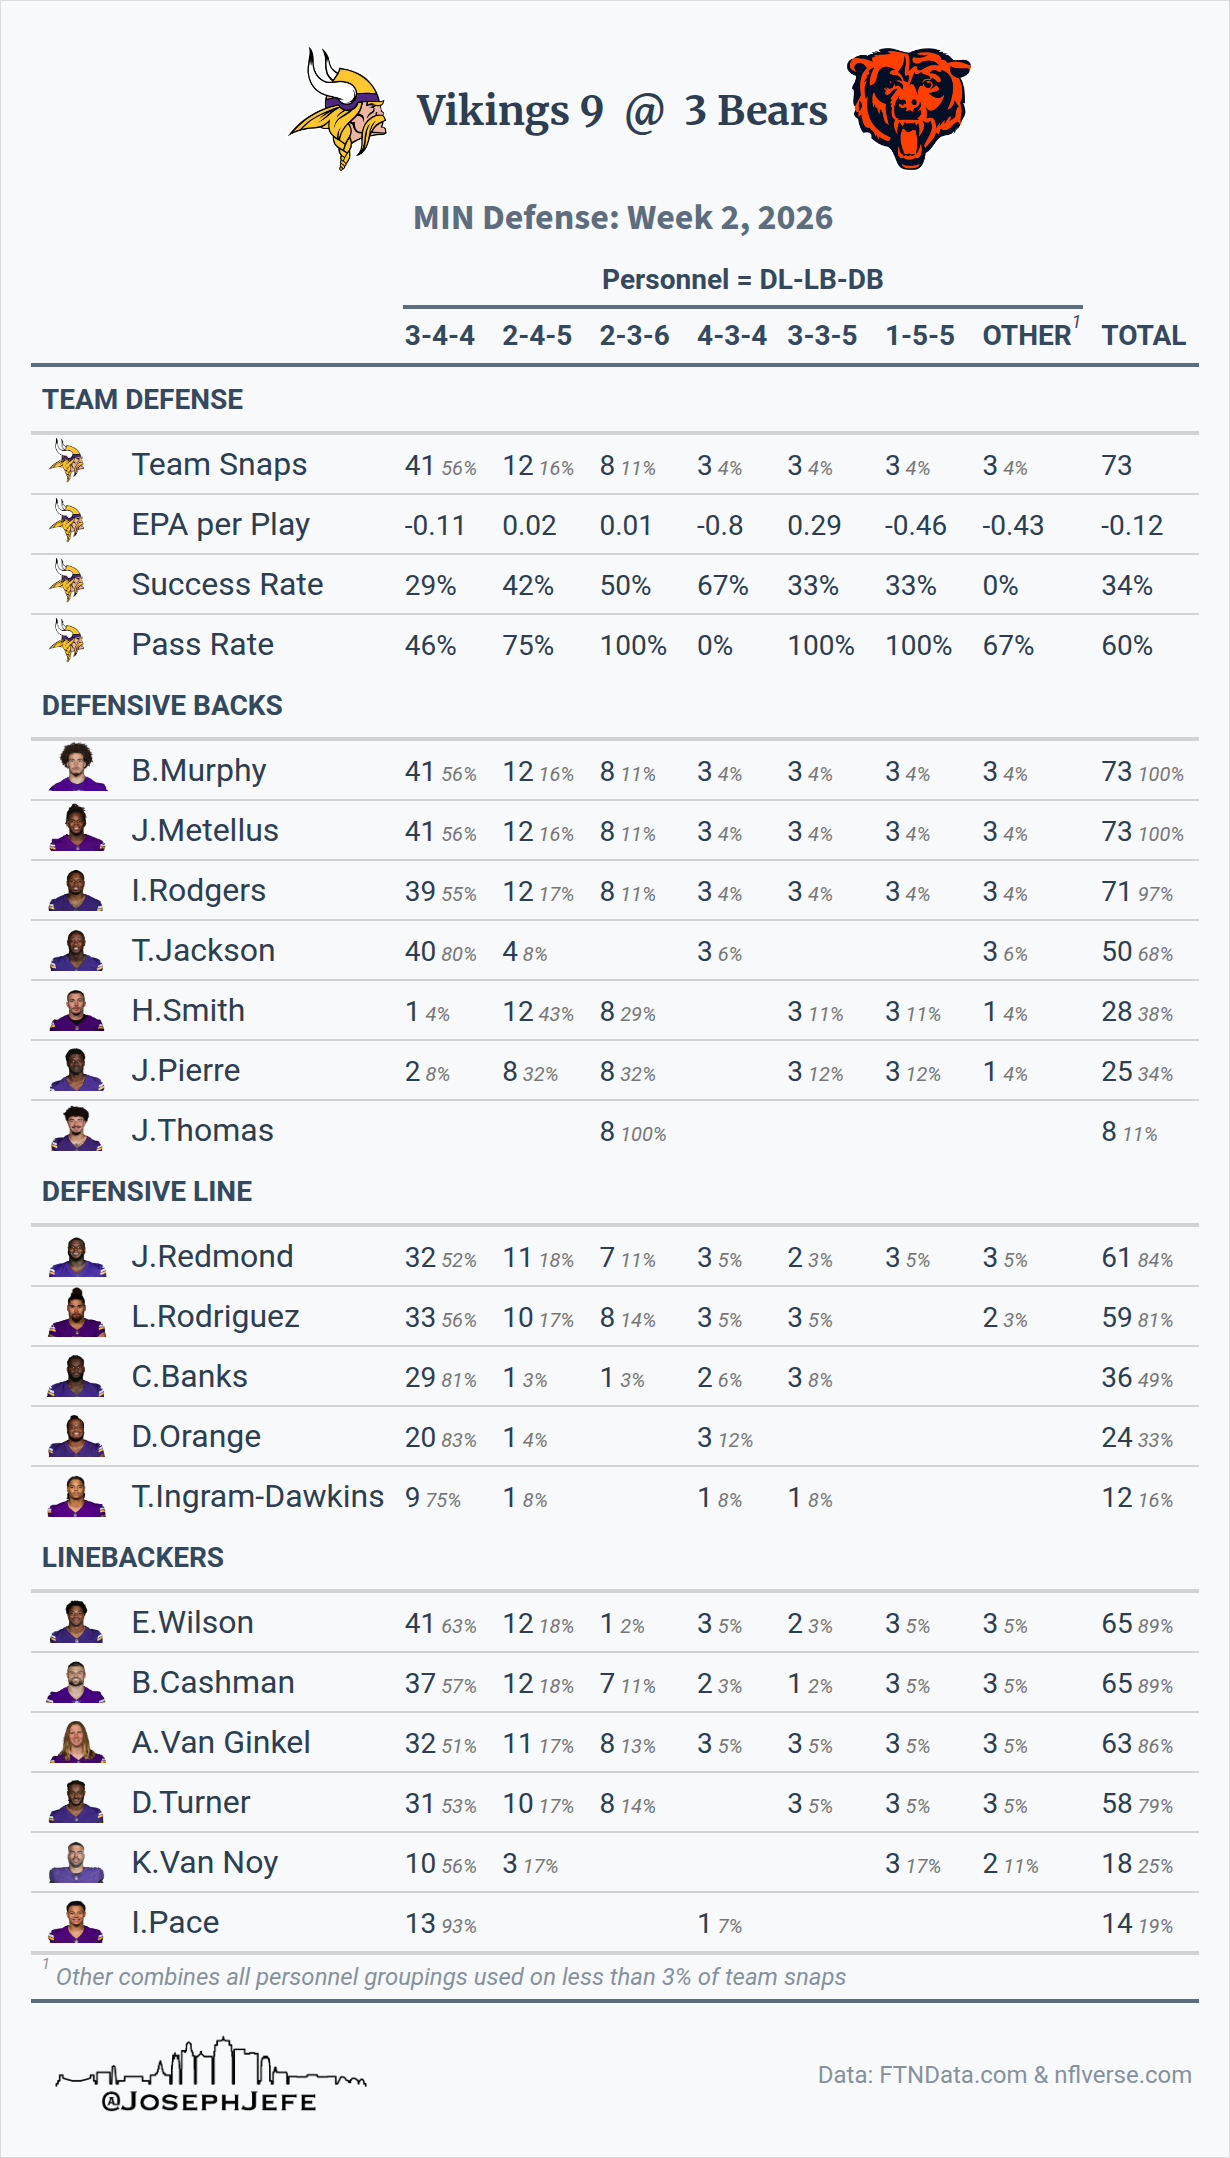 Vikings 9 @ 3 Bears
MIN Defense: Week 2, 2026
Personnel = DL-LB-DB
3-4-4 2-4-5 2-3-6 4-3-4 3-3-5 1-5-5 OTHER1 TOTAL
TEAM DEFENSE
Team Snaps 41 56% 12 16% 8 11% 3 4% 3 4% 3 4% 3 4% 73
EPA per Play -0.11 0.02 0.01 -0.8 0.29 -0.46 -0.43 -0.12
Success Rate 29% 42% 50% 67% 33% 33% 0% 34%
Pass Rate 46% 75% 100% 0% 100% 100% 67% 60%
DEFENSIVE BACKS
B.Murphy 41 56% 12 16% 8 11% 3 4% 3 4% 3 4% 3 4% 73 100%
J.Metellus 41 56% 12 16% 8 11% 3 4% 3 4% 3 4% 3 4% 73 100%
I.Rodgers 39 55% 12 17% 8 11% 3 4% 3 4% 3 4% 3 4% 71 97%
T.Jackson 40 80% 4 8% 3 6% 3 6% 50 68%
H.Smith 1 4% 12 43% 8 29% 3 11% 3 11% 1 4% 28 38%
J.Pierre 2 8% 8 32% 8 32% 3 12% 3 12% 1 4% 25 34%
J.Thomas 8 100% 8 11%
DEFENSIVE LINE
J.Redmond 32 52% 11 18% 7 11% 3 5% 2 3% 3 5% 3 5% 61 84%
L.Rodriguez 33 56% 10 17% 8 14% 3 5% 3 5% 2 3% 59 81%
C.Banks 29 81% 1 3% 1 3% 2 6% 3 8% 36 49%
D.Orange 20 83% 1 4% 3 12% 24 33%
T.Ingram-Dawkins 9 75% 1 8% 1 8% 1 8% 12 16%
LINEBACKERS
E.Wilson 41 63% 12 18% 1 2% 3 5% 2 3% 3 5% 3 5% 65 89%
B.Cashman 37 57% 12 18% 7 11% 2 3% 1 2% 3 5% 3 5% 65 89%
A.Van Ginkel 32 51% 11 17% 8 13% 3 5% 3 5% 3 5% 3 5% 63 86%
D.Turner 31 53% 10 17% 8 14% 3 5% 3 5% 3 5% 58 79%
K.Van Noy 10 56% 3 17% 3 17% 2 11% 18 25%
I.Pace 13 93% 1 7% 14 19%
1 Other combines all personnel groupings used on less than 3% of team snaps
@JOSEPHJEFE
Data: FTNData.com & nflverse.com